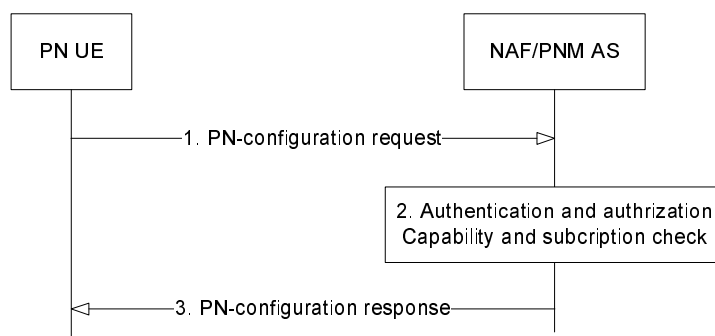 PN UE
NAF/PNM AS
1. PN-configuration request
2. Authentication and authrization
Capability and subcription check
3. PN-configuration response